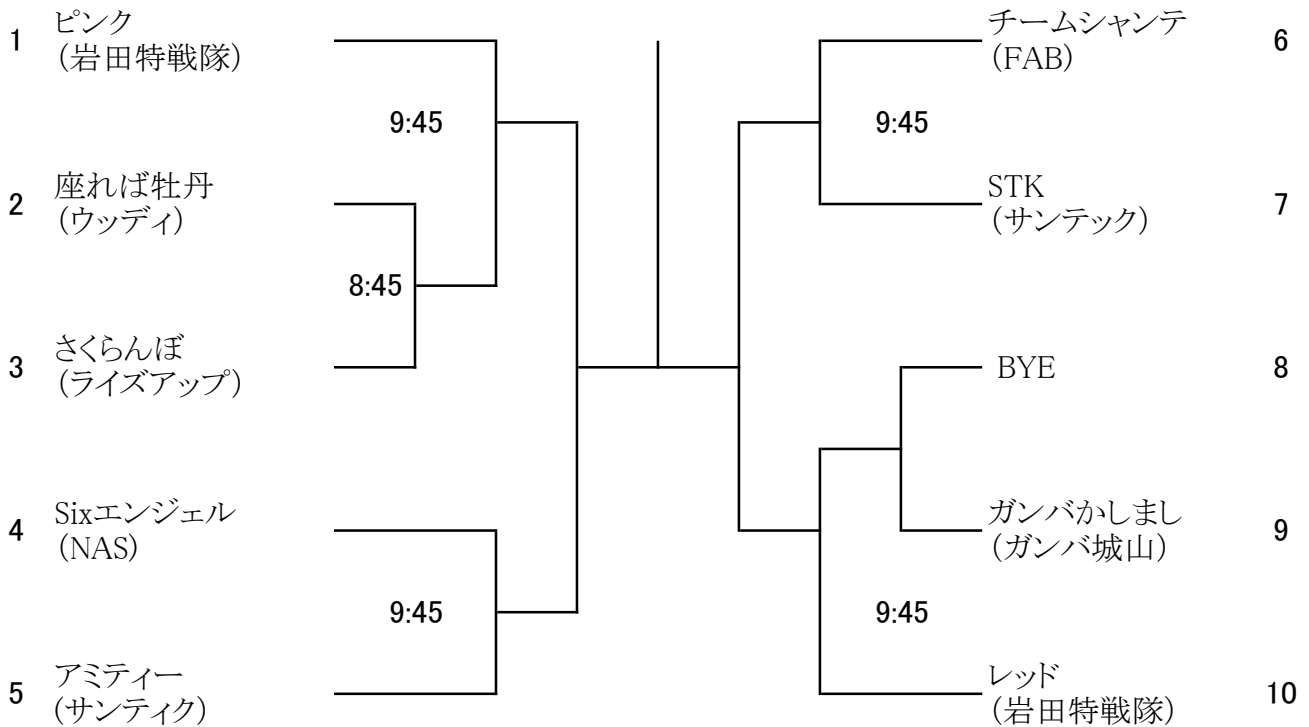 1
ピンク
(岩田特戦隊)
9:45
2
座れば牡丹
(ウッディ)
8:45
3
さくらんぼ
(ライズアップ)
4
Sixエンジェル
(NAS)
9:45
5
アミティー
(サンティク)
チームシャンテ
(FAB)
6
9:45
STK
(サンテック)
7
BYE
8
ガンバかしまし
(ガンバ城山)
9
9:45
レッド
(岩田特戦隊)
10